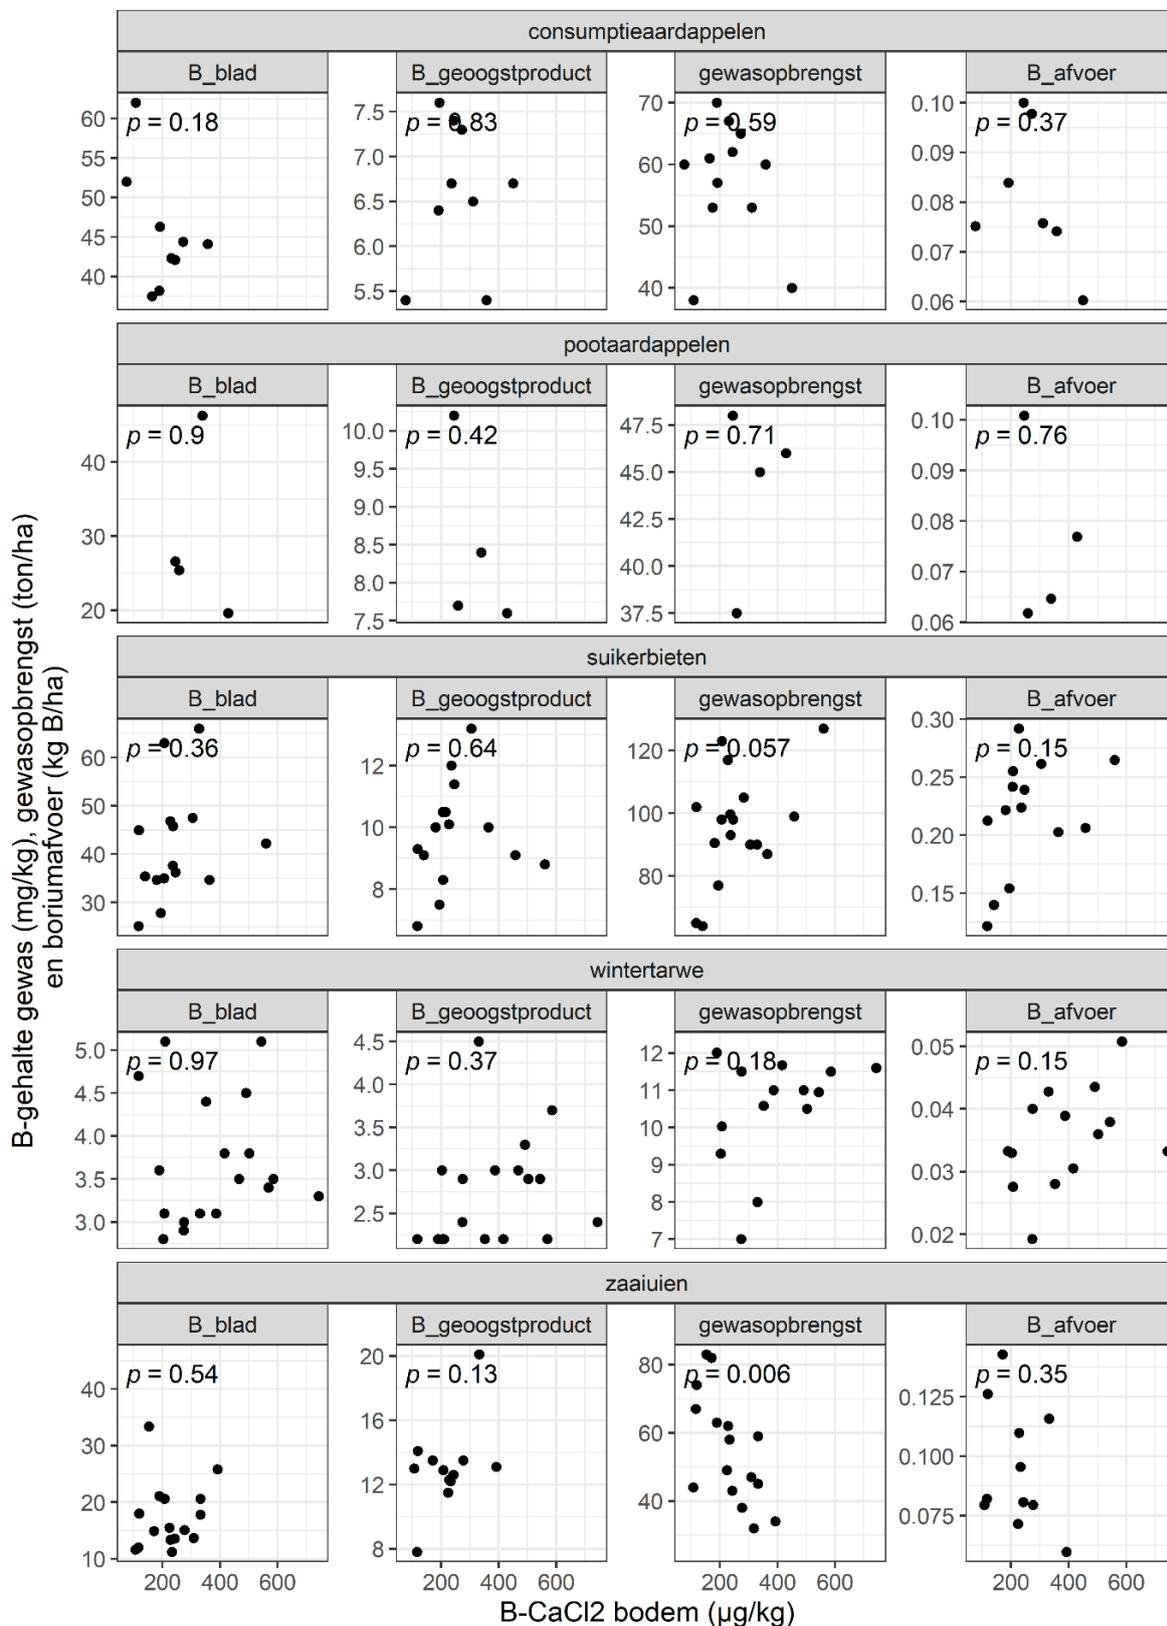 consumptieaardappelen
B_blad B_geoogstproduct gewasopbrengst B_afvoer
p = 0.18 p = 0.83 p = 0.59 p = 0.37
60 55 50 45 40
7.5 7.0 6.5 6.0 5.5
70 60 50 40
0.10 0.09 0.08 0.07 0.06
pootaardappelen
B_blad B_geoogstproduct gewasopbrengst B_afvoer
p = 0.9 p = 0.42 p = 0.71 p = 0.76
40 30 20
10.0 9.5 9.0 8.5 8.0 7.5
47.5 45.0 42.5 40.0 37.5
0.10 0.09 0.08 0.07 0.06
suikerbieten
B_blad B_geoogstproduct gewasopbrengst B_afvoer
p = 0.36 p = 0.64 p = 0.057 p = 0.15
60 50 40 30
12 10 8
120 100 80
0.30 0.25 0.20 0.15
wintertarwe
B_blad B_geoogstproduct gewasopbrengst B_afvoer
p = 0.97 p = 0.37 p = 0.18 p = 0.15
5.0 4.5 4.0 3.5 3.0
4.5 4.0 3.5 3.0 2.5
12 11 10 9 8 7
0.05 0.04 0.03 0.02
zaaiuien
B_blad B_geoogstproduct gewasopbrengst B_afvoer
p = 0.54 p = 0.13 p = 0.006 p = 0.35
40 30 20 10
20 16 12 8
80 60 40
0.125 0.100 0.075
200 400 600 200 400 600 200 400 600 200 400 600
B-CaCl2 bodem (µg/kg)
B-gehalte gewas (mg/kg), gewasopbrengst (ton/ha)
en boriumafvoer (kg B/ha)